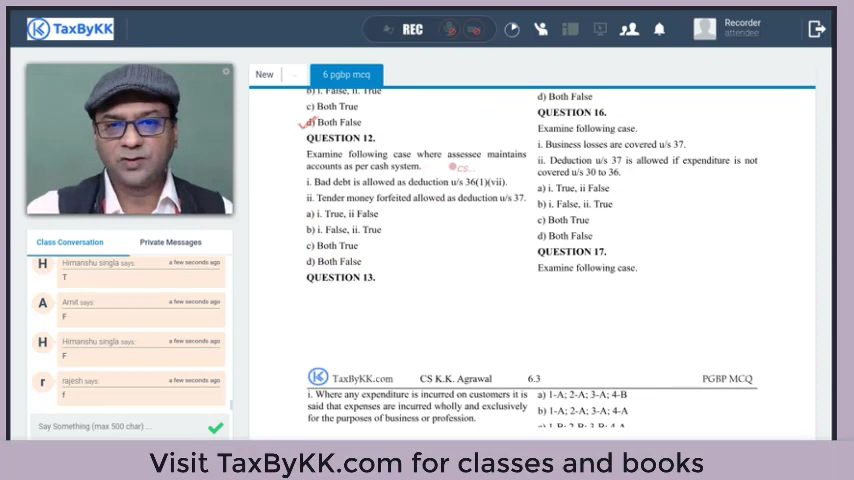 TaxByKK
REC
Recorder
attendee
New
6 pgbp mcq
Class Conversation
Private Messages
Himanshu singla says:
a few seconds ago
T
A
Amit says:
a few seconds ago
F
H
Himanshu singla says:
a few seconds ago
F
r
rajesh says:
a few seconds ago
f
Say Something (max 500 char) ...
b) i. False, ii. True
c) Both True
d) Both False
QUESTION 12.
Examine following case where assessee maintains
accounts as per cash system.
i. Bad debt is allowed as deduction u/s 36(1)(vii).
ii. Tender money forfeited allowed as deduction u/s 37.
a) i. True, ii False
b) i. False, ii. True
c) Both True
d) Both False
QUESTION 13.
d) Both False
QUESTION 16.
Examine following case.
i. Business losses are covered u/s 37.
ii. Deduction u/s 37 is allowed if expenditure is not
covered u/s 30 to 36.
a) i. True, ii False
b) i. False, ii. True
c) Both True
d) Both False
QUESTION 17.
Examine following case.
TaxByKK.com
CS K.K. Agrawal
6.3
PGBP MCQ
i. Where any expenditure is incurred on customers it is
said that expenses are incurred wholly and exclusively
for the purposes of business or profession.
a) 1-A; 2-A; 3-A; 4-B
b) 1-A; 2-A; 3-A; 4-A
Visit TaxByKK.com for classes and books